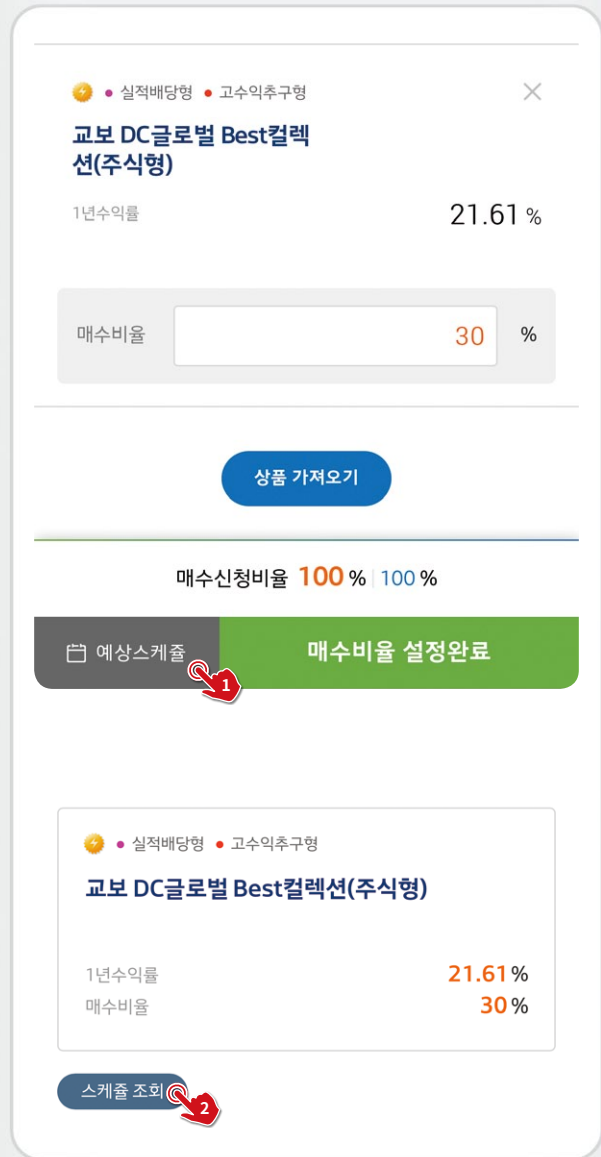 실적배당형 고수익추구형
교보 DC글로벌 Best컬렉
션(주식형)
1년수익률 21.61 %
매수비율 30 %
상품 가져오기
매수신청비율 100 % 100 %
예상스케쥴 매수비율 설정완료
1
실적배당형 고수익추구형
교보 DC글로벌 Best컬렉션(주식형)
1년수익률 21.61%
매수비율 30%
스케쥴 조회
2